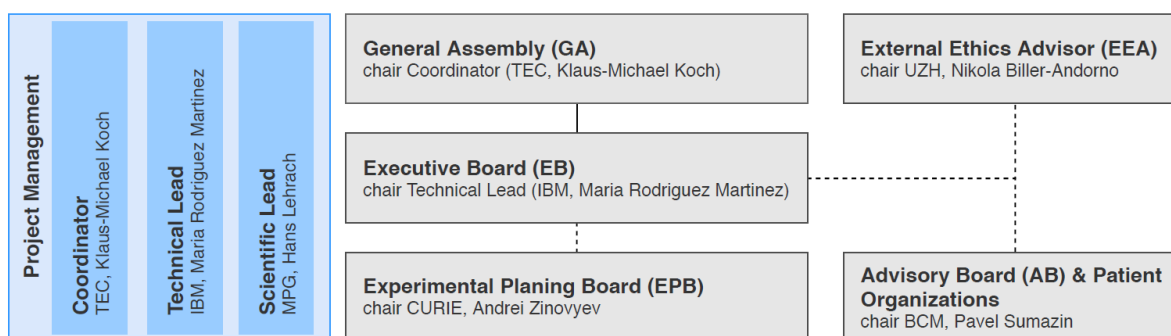 Project Management
Coordinator
TEC, Klaus-Michael Koch
Technical Lead
IBM, Maria Rodriguez Martinez
Scientific Lead
MPG, Hans Lehrach
General Assembly (GA)
chair Coordinator (TEC, Klaus-Michael Koch)
External Ethics Advisor (EEA)
chair UZH, Nikola Biller-Andorno
Executive Board (EB)
chair Technical Lead (IBM, Maria Rodriguez Martinez)
Experimental Planing Board (EPB)
chair CURIE, Andrei Zinovyev
Advisory Board (AB) & Patient
Organizations
chair BCM, Pavel Sumazin